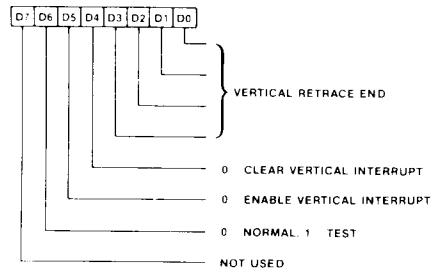 D7 D6 D5 D4 D3 D2 D1 D0
VERTICAL RETRACE END
0 CLEAR VERTICAL INTERRUPT
0 ENABLE VERTICAL INTERRUPT
0 NORMAL. 1 TEST
NOT USED